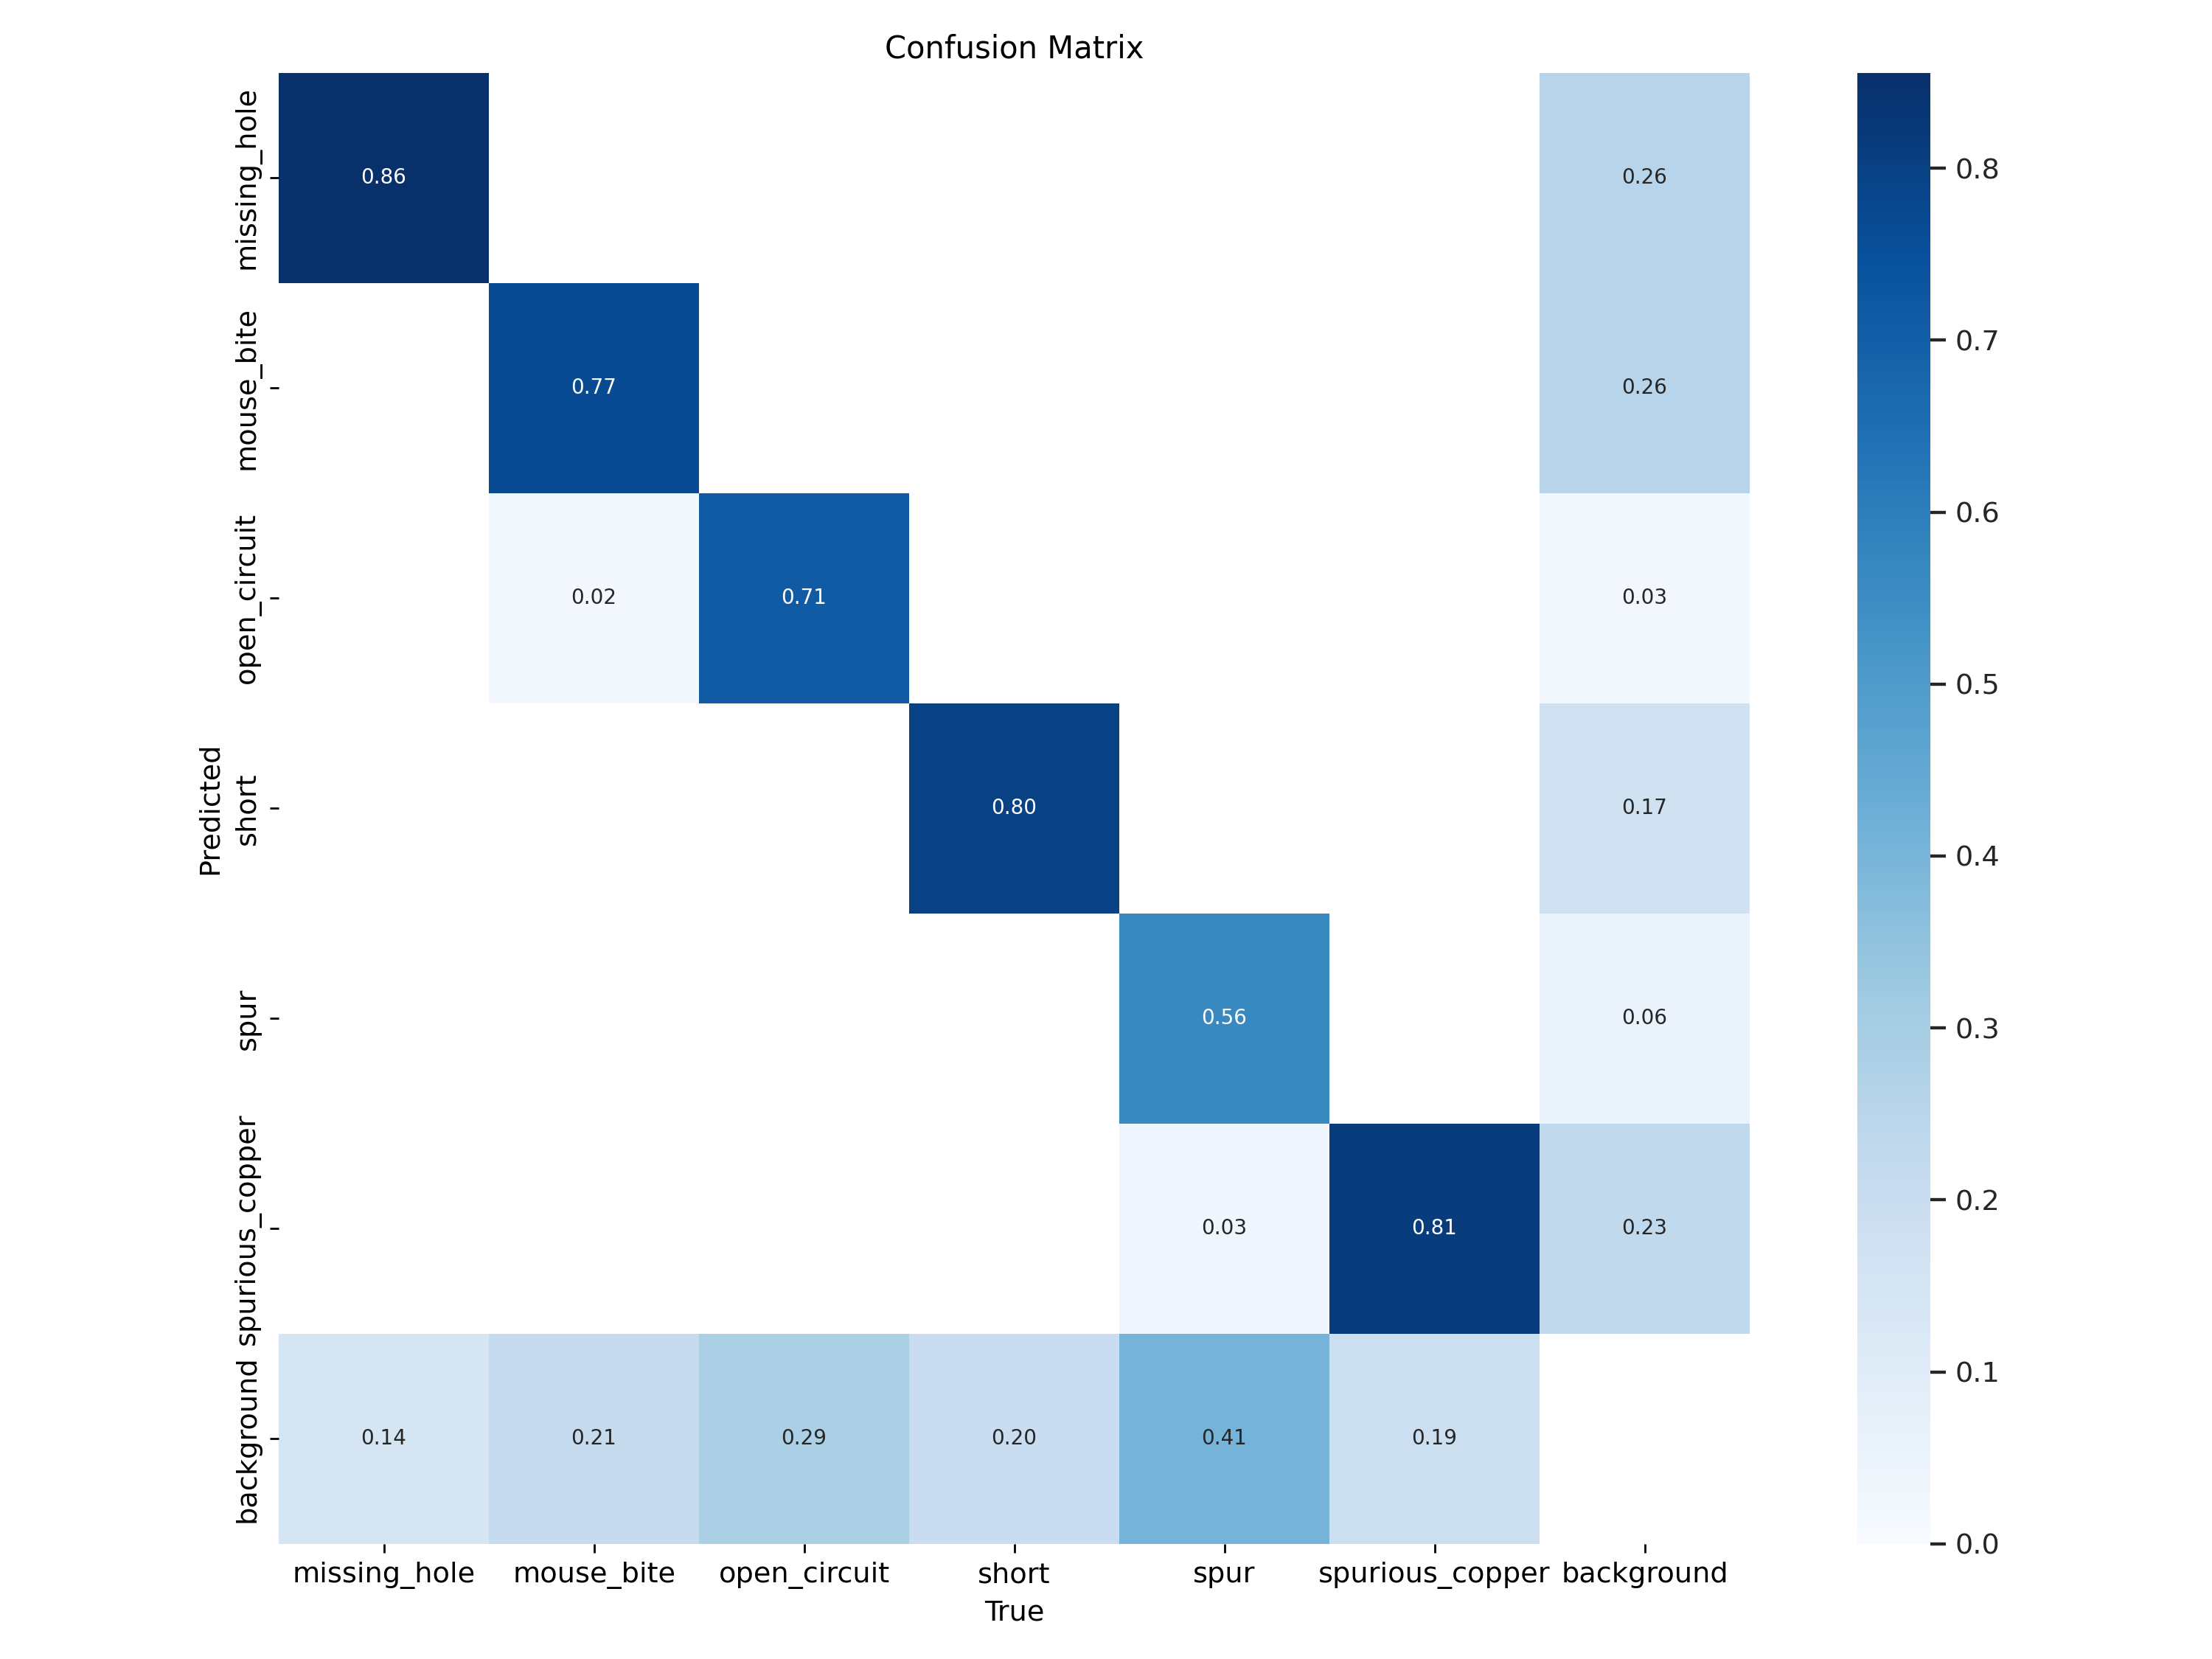 Confusion Matrix
missing_hole
0.86
0.26
0.8
mouse_bite
0.77
0.26
0.7
open_circuit
0.02
0.71
0.03
0.6
0.5
Predicted
short
0.80
0.17
0.4
spur
0.56
0.06
0.3
spurious_copper
0.03
0.81
0.23
0.2
background
0.14
0.21
0.29
0.20
0.41
0.19
0.1
0.0
missing_hole
mouse_bite
open_circuit
short
spur
spurious_copper
background
True